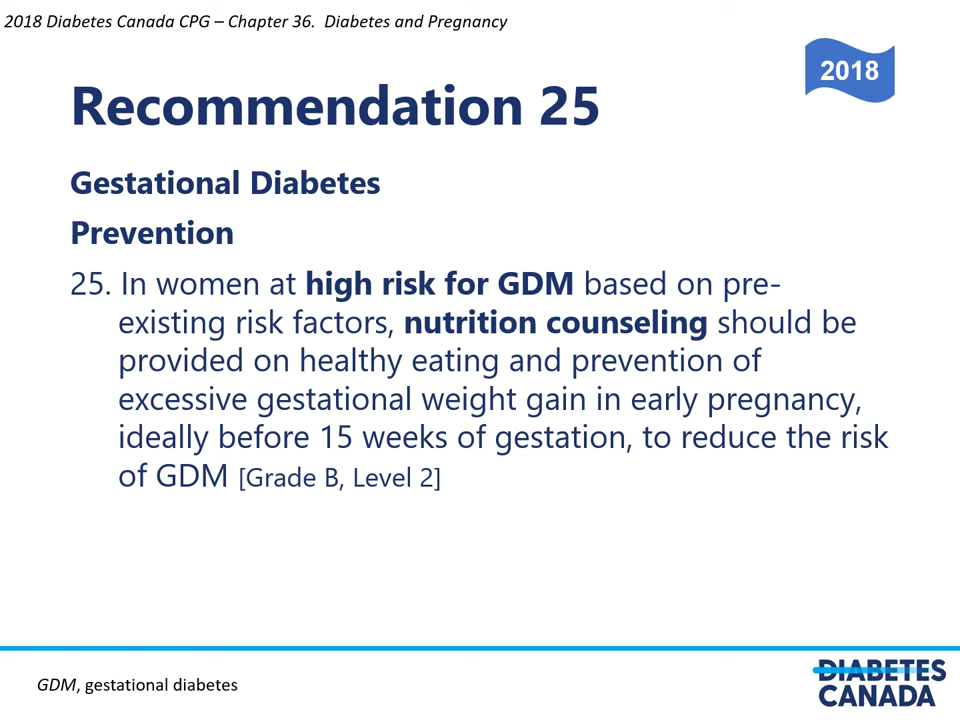 2018 Diabetes Canada CPG – Chapter 36.  Diabetes and Pregnancy
2018
Recommendation 25
Gestational Diabetes
Prevention
25. In women at high risk for GDM based on pre-
existing risk factors, nutrition counseling should be
provided on healthy eating and prevention of
excessive gestational weight gain in early pregnancy,
ideally before 15 weeks of gestation, to reduce the risk
of GDM [Grade B, Level 2]
GDM, gestational diabetes
DIABETES
CANADA